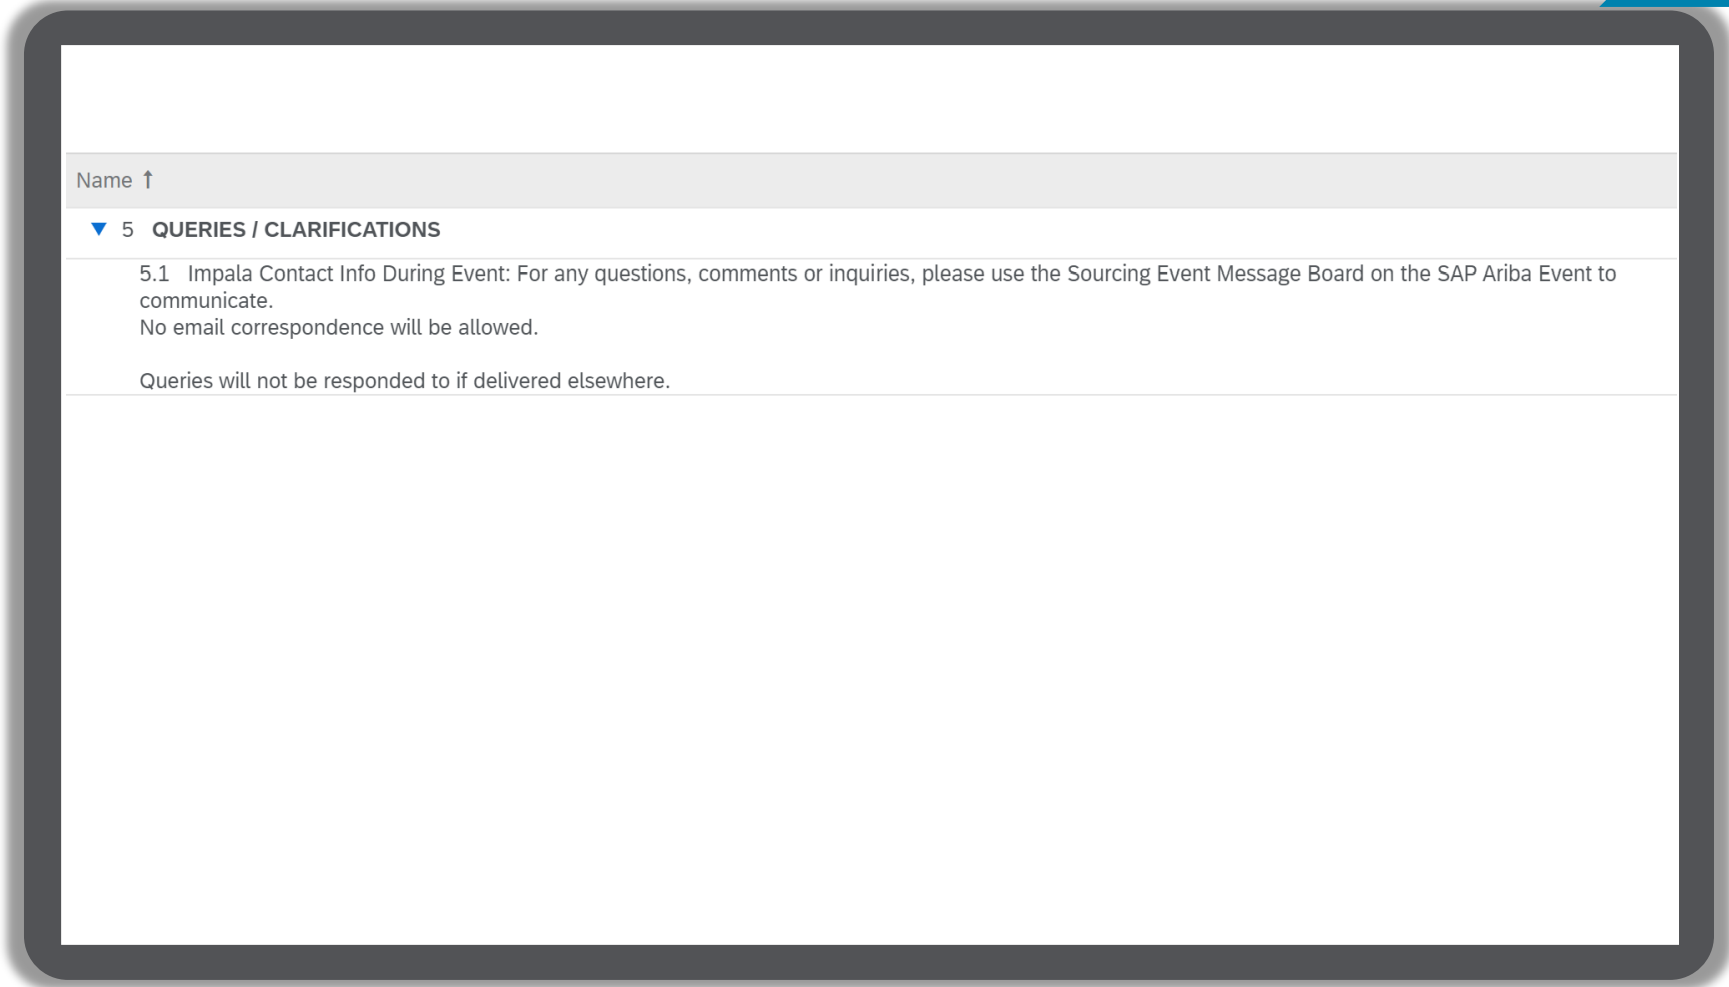 Name ↑
▼ 5 QUERIES / CLARIFICATIONS
5.1 Impala Contact Info During Event: For any questions, comments or inquiries, please use the Sourcing Event Message Board on the SAP Ariba Event to
communicate.
No email correspondence will be allowed.
Queries will not be responded to if delivered elsewhere.